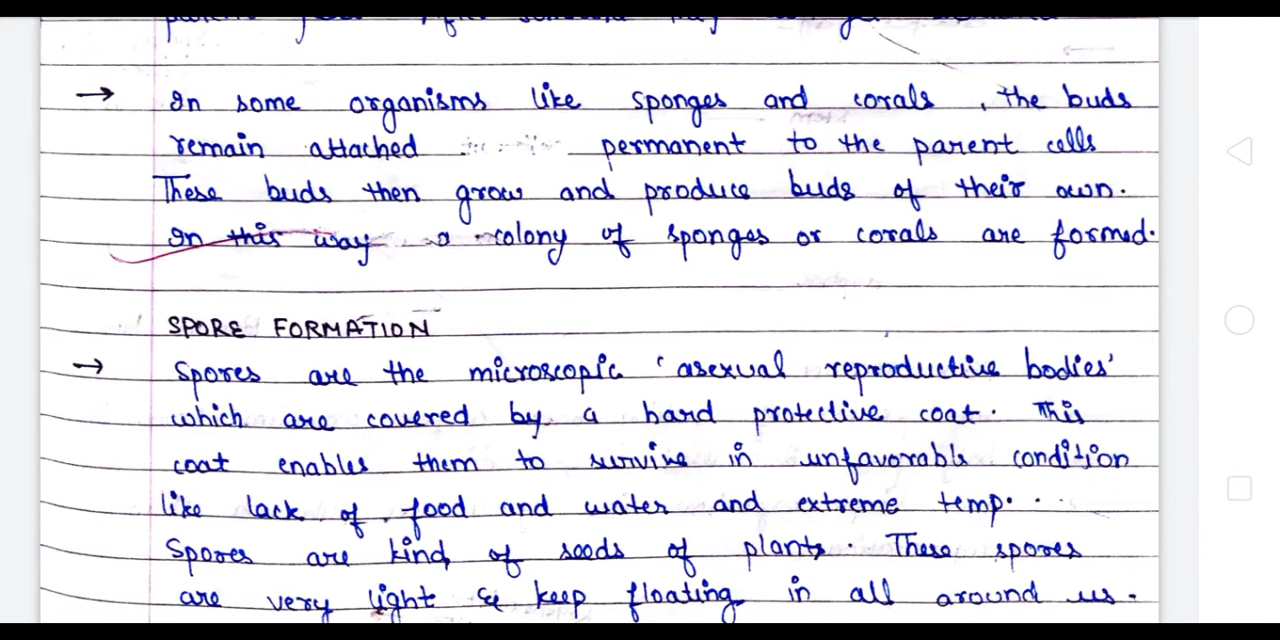 → In some organisms like sponges and corals, the buds
remain attached permanent to the parent cells
These buds then grow and produce buds of their own.
In this way a colony of sponges or corals are formed.
SPORE FORMATION
→ Spores are the microscopic 'asexual reproductive bodies'
which are covered by a hard protective coat. This
coat enables them to survive in unfavorable condition
like lack of food and water and extreme temp...
Spores are kind of seeds of plants. These spores
are very light & keep floating in all around us.